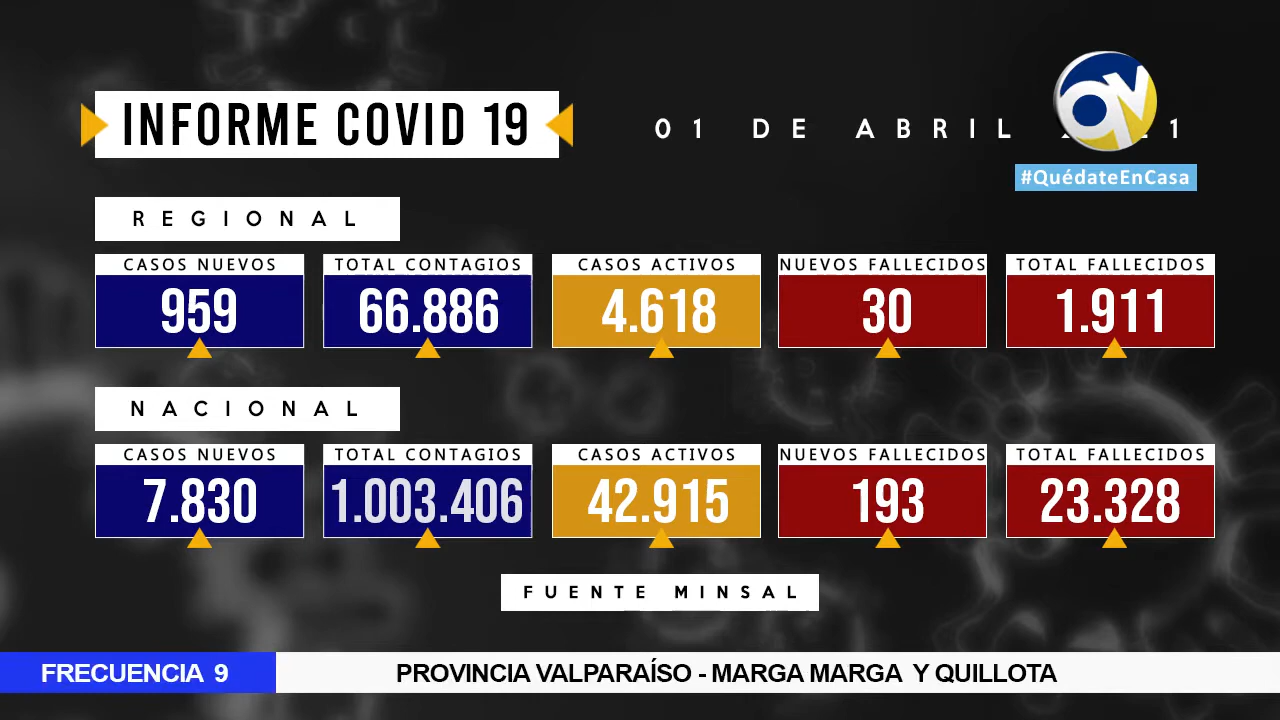 INFORME COVID 19
01 DE ABRIL
#QuédateEnCasa
REGIONAL
CASOS NUEVOS TOTAL CONTAGIOS CASOS ACTIVOS NUEVOS FALLECIDOS TOTAL FALLECIDOS
959 66.886 4.618 30 1.911
NACIONAL
CASOS NUEVOS TOTAL CONTAGIOS CASOS ACTIVOS NUEVOS FALLECIDOS TOTAL FALLECIDOS
7.830 1.003.406 42.915 193 23.328
FUENTE MINSAL
FRECUENCIA 9 PROVINCIA VALPARAÍSO - MARGA MARGA Y QUILLOTA